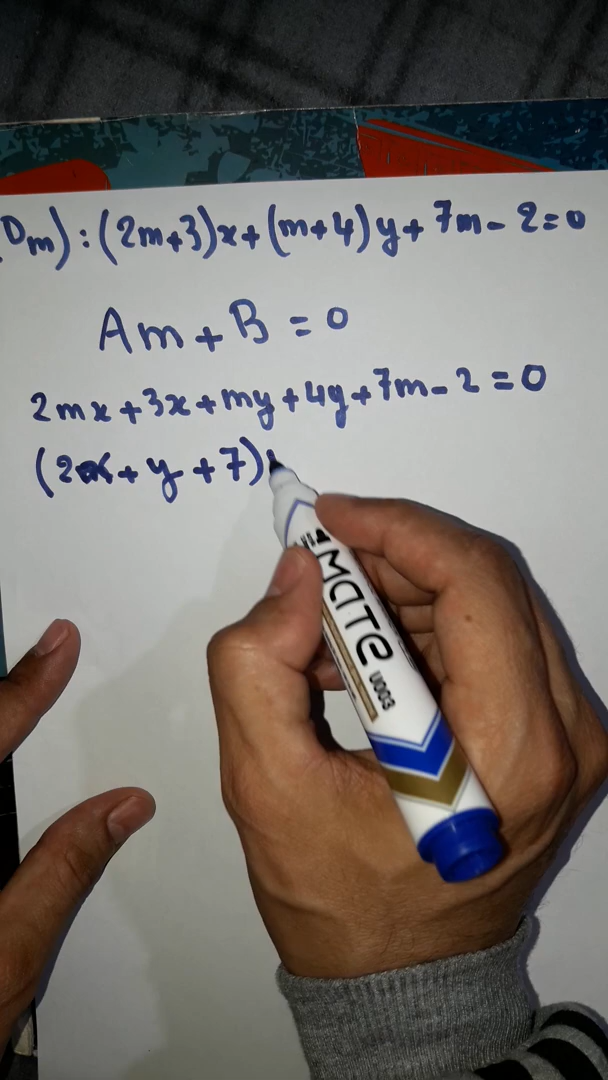 Dm) : (2m+3)x+(m+4)y+7m-2=0
Am+B=0
2mx+3x+my+4y+7m-2=0
(2x+y+7)
MATE
U003